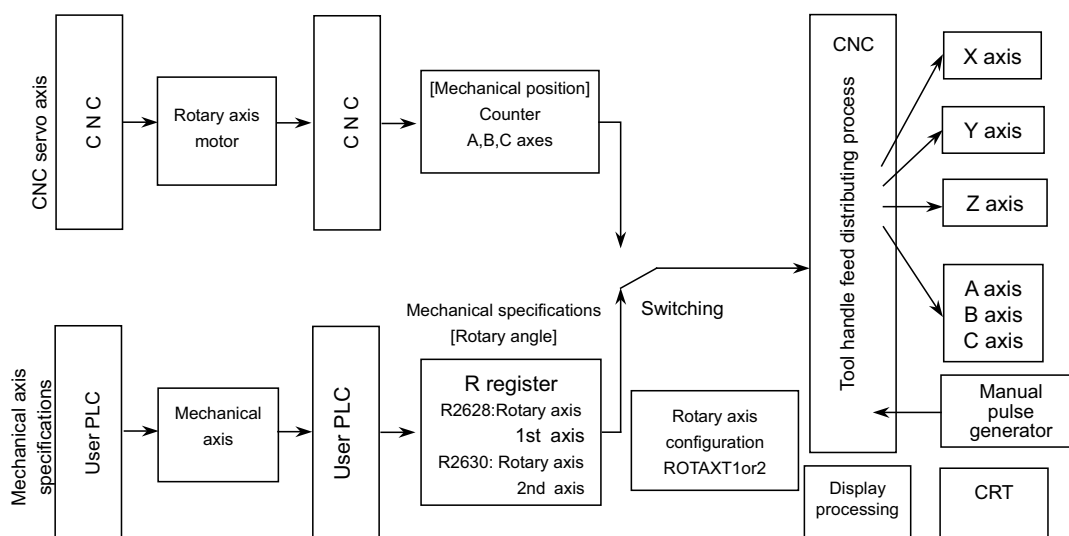 CNC servo axis
C N C
Rotary axis
motor
C N C
[Mechanical position]
Counter
A,B,C axes
CNC
Tool handle feed distributing process
X axis
Y axis
Z axis
A axis
B axis
C axis
Switching
Mechanical axis
specifications
User PLC
Mechanical
axis
User PLC
Mechanical specifications
[Rotary angle]
R register
R2628:Rotary axis
1st axis
R2630: Rotary axis
2nd axis
Rotary axis
configuration
ROTAXT1or2
Manual
pulse
generator
Display
processing
CRT